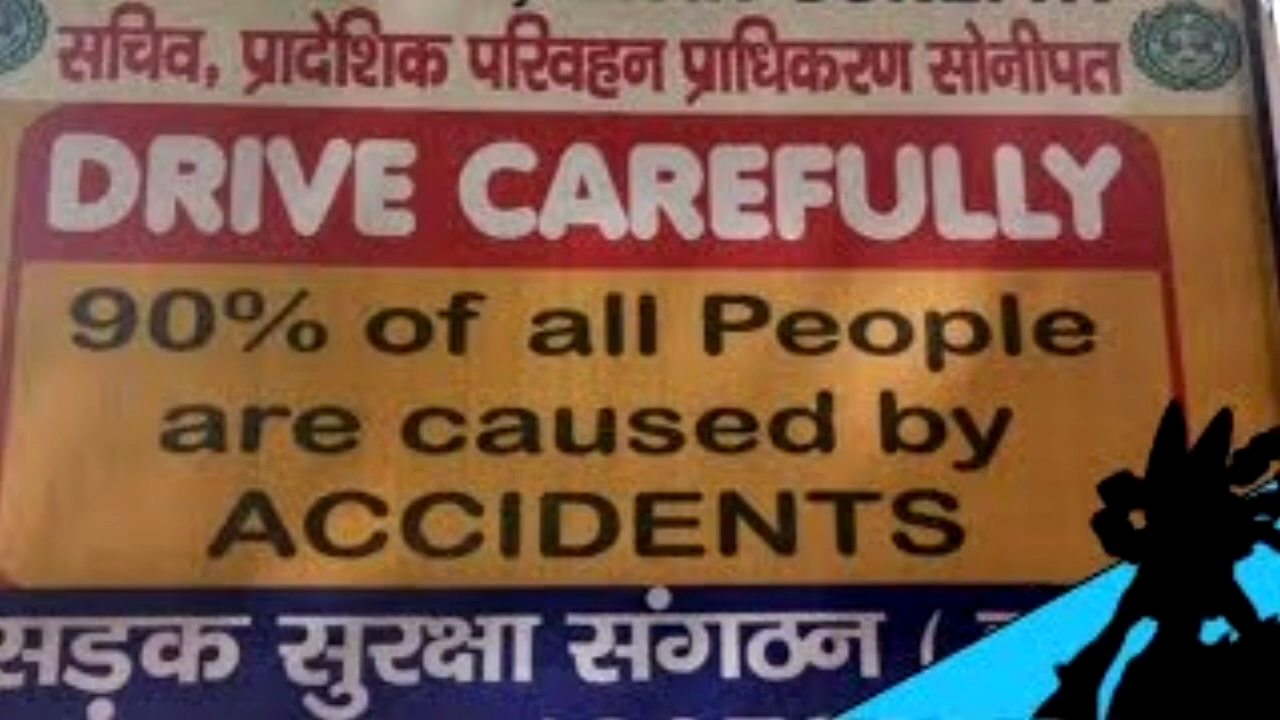 सचिव, प्रादेशिक परिवहन प्राधिकरण सोनीपत
DRIVE CAREFULLY
90% of all People
are caused by
ACCIDENTS
सड़क सुरक्षा संगठन (